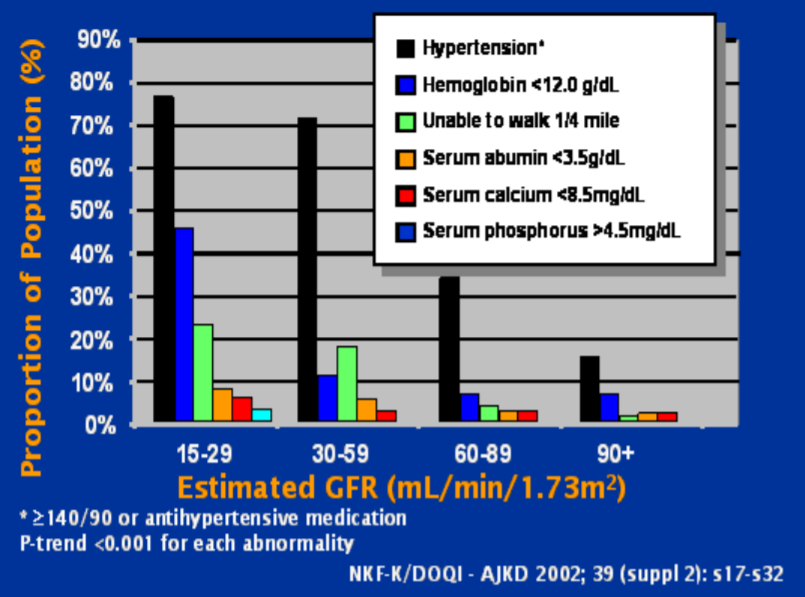 Proportion of Population (%)
90%
80%
70%
60%
50%
40%
30%
20%
10%
0%
Hypertension*
Hemoglobin <12.0 g/dL
Unable to walk 1/4 mile
Serum abumin <3.5g/dL
Serum calcium <8.5mg/dL
Serum phosphorus >4.5mg/dL
15-29 30-59 60-89 90+
Estimated GFR (mL/min/1.73m²)
* ≥140/90 or antihypertensive medication
P-trend <0.001 for each abnormality
NKF-K/DOQI - AJKD 2002; 39 (suppl 2): s17-s32